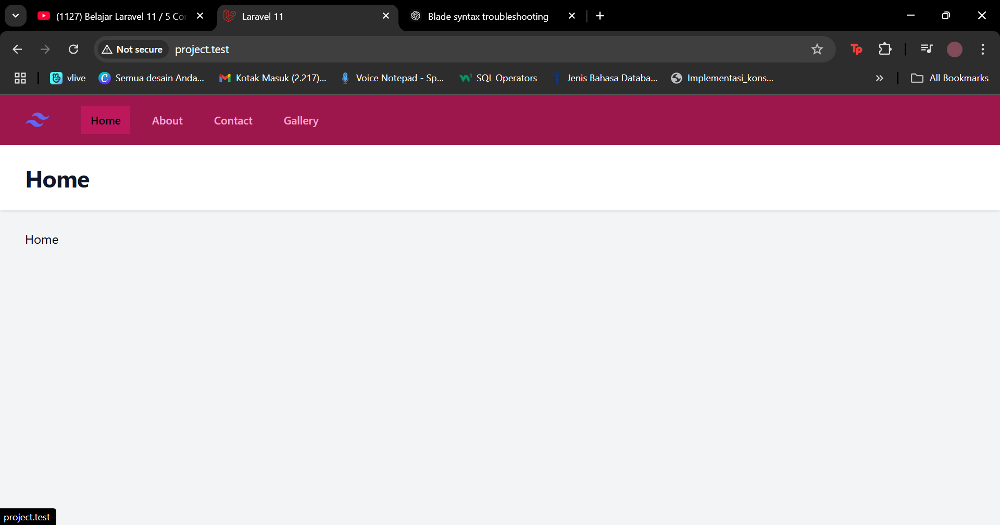 (1127) Belajar Laravel 11 / 5 Cor
Laravel 11
Blade syntax troubleshooting
Not secure
project.test
Tp
vlive
Semua desain Anda...
Kotak Masuk (2.217)...
Voice Notepad - Sp...
SQL Operators
Jenis Bahasa Databa...
Implementasi_kons...
All Bookmarks
Home
About
Contact
Gallery
Home
Home
project.test